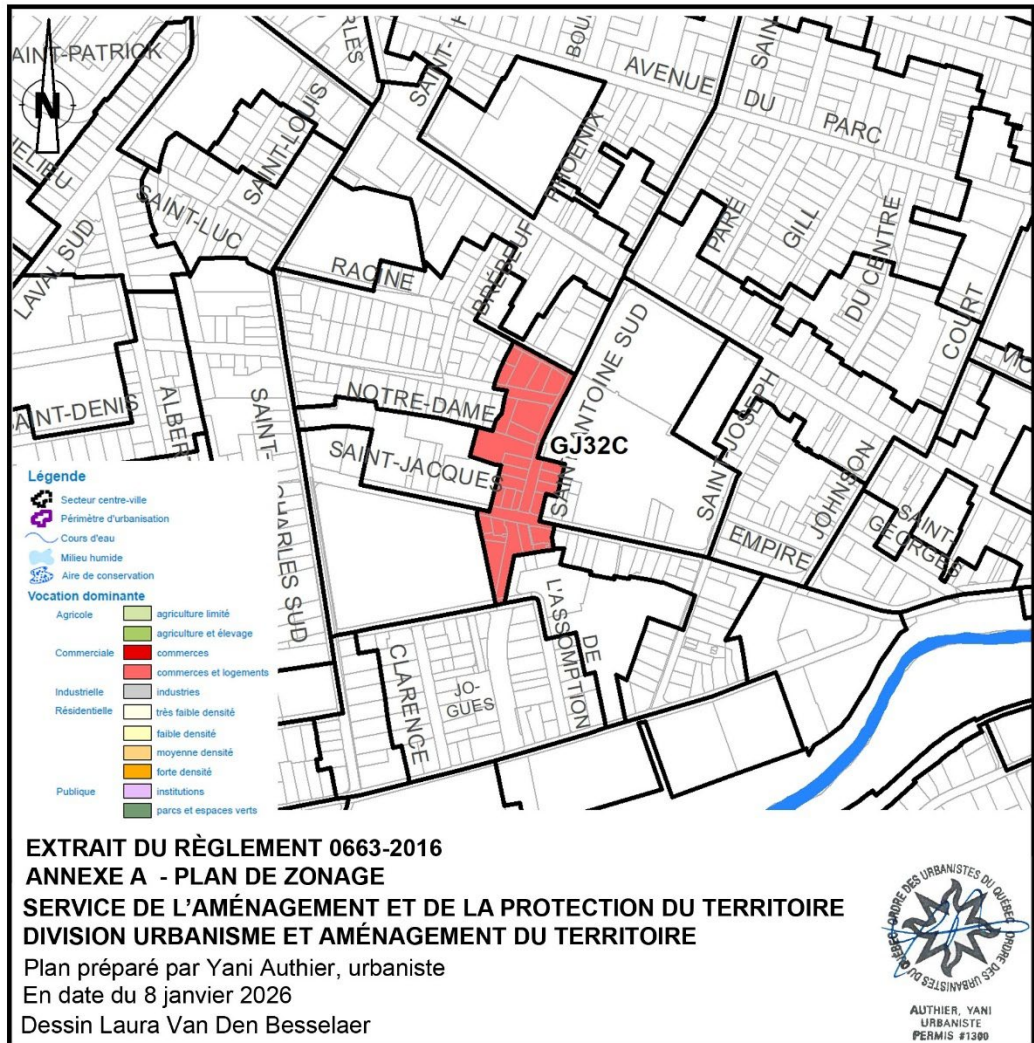 SAINT-PATRICK
SAINT-
AVENUE
DU
PARC
N
SAINT-LOUIS
PHOENIX
SAINT-LUC
LAVAL SUD
RACINE
BRÉBEUF
PARÉ
GILL
DU CENTRE
COURT
SAINT-DENIS
ALBER
SAINT-
CHARLES SUD
NOTRE-DAME
SAINT-JACQUES
GJ32C
SAINT-ANTOINE SUD
SAINT-JOSEPH
JOHNSON
EMPIRE
SAINT-
GEORGES
CLARENCE
JO-
GUES
DE
L'ASSOMPTION
Légende
Secteur centre-ville
Périmètre d'urbanisation
Cours d'eau
Milieu humide
Aire de conservation
Vocation dominante
Agricole agriculture limité
agriculture et élevage
Commerciale commerces
commerces et logements
Industrielle industries
Résidentielle très faible densité
faible densité
moyenne densité
forte densité
Publique institutions
parcs et espaces verts
EXTRAIT DU RÈGLEMENT 0663-2016
ANNEXE A - PLAN DE ZONAGE
SERVICE DE L'AMÉNAGEMENT ET DE LA PROTECTION DU TERRITOIRE
DIVISION URBANISME ET AMÉNAGEMENT DU TERRITOIRE
Plan préparé par Yani Authier, urbaniste
En date du 8 janvier 2026
Dessin Laura Van Den Besselaer
ORDRE DES URBANISTES DU QUÉBEC
ORDRE DES URBANISTES DU QUÉBEC
AUTHIER, YANI
URBANISTE
PERMIS #1300